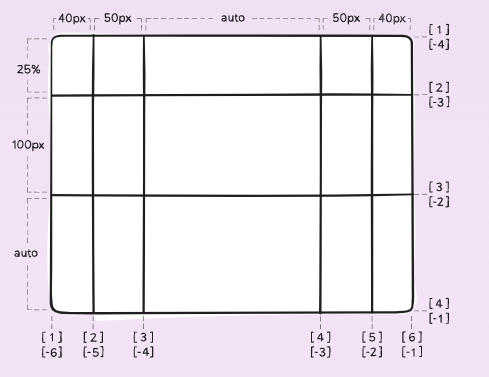 40px 50px auto 50px 40px
[1]
[-4]
25%
[2]
[-3]
100px
[3]
[-2]
auto
[4]
[-1]
[1] [2] [3] [4] [5] [6]
[-6] [-5] [-4] [-3] [-2] [-1]